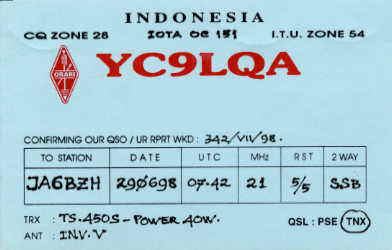 INDONESIA
CQ ZONE 28 IOTA OC 151 I.T.U. ZONE 54
ORARI
YC9LQA
CONFIRMING OUR QSO / UR RPRT WKD : 342/VII/98.
TO STATION DATE UTC MHz RST 2 WAY
JA6BZH 290698 07.42 21 5/5 SSB
TRX : TS.450S - POWER 40W. QSL : PSE TNX
ANT : INV.V